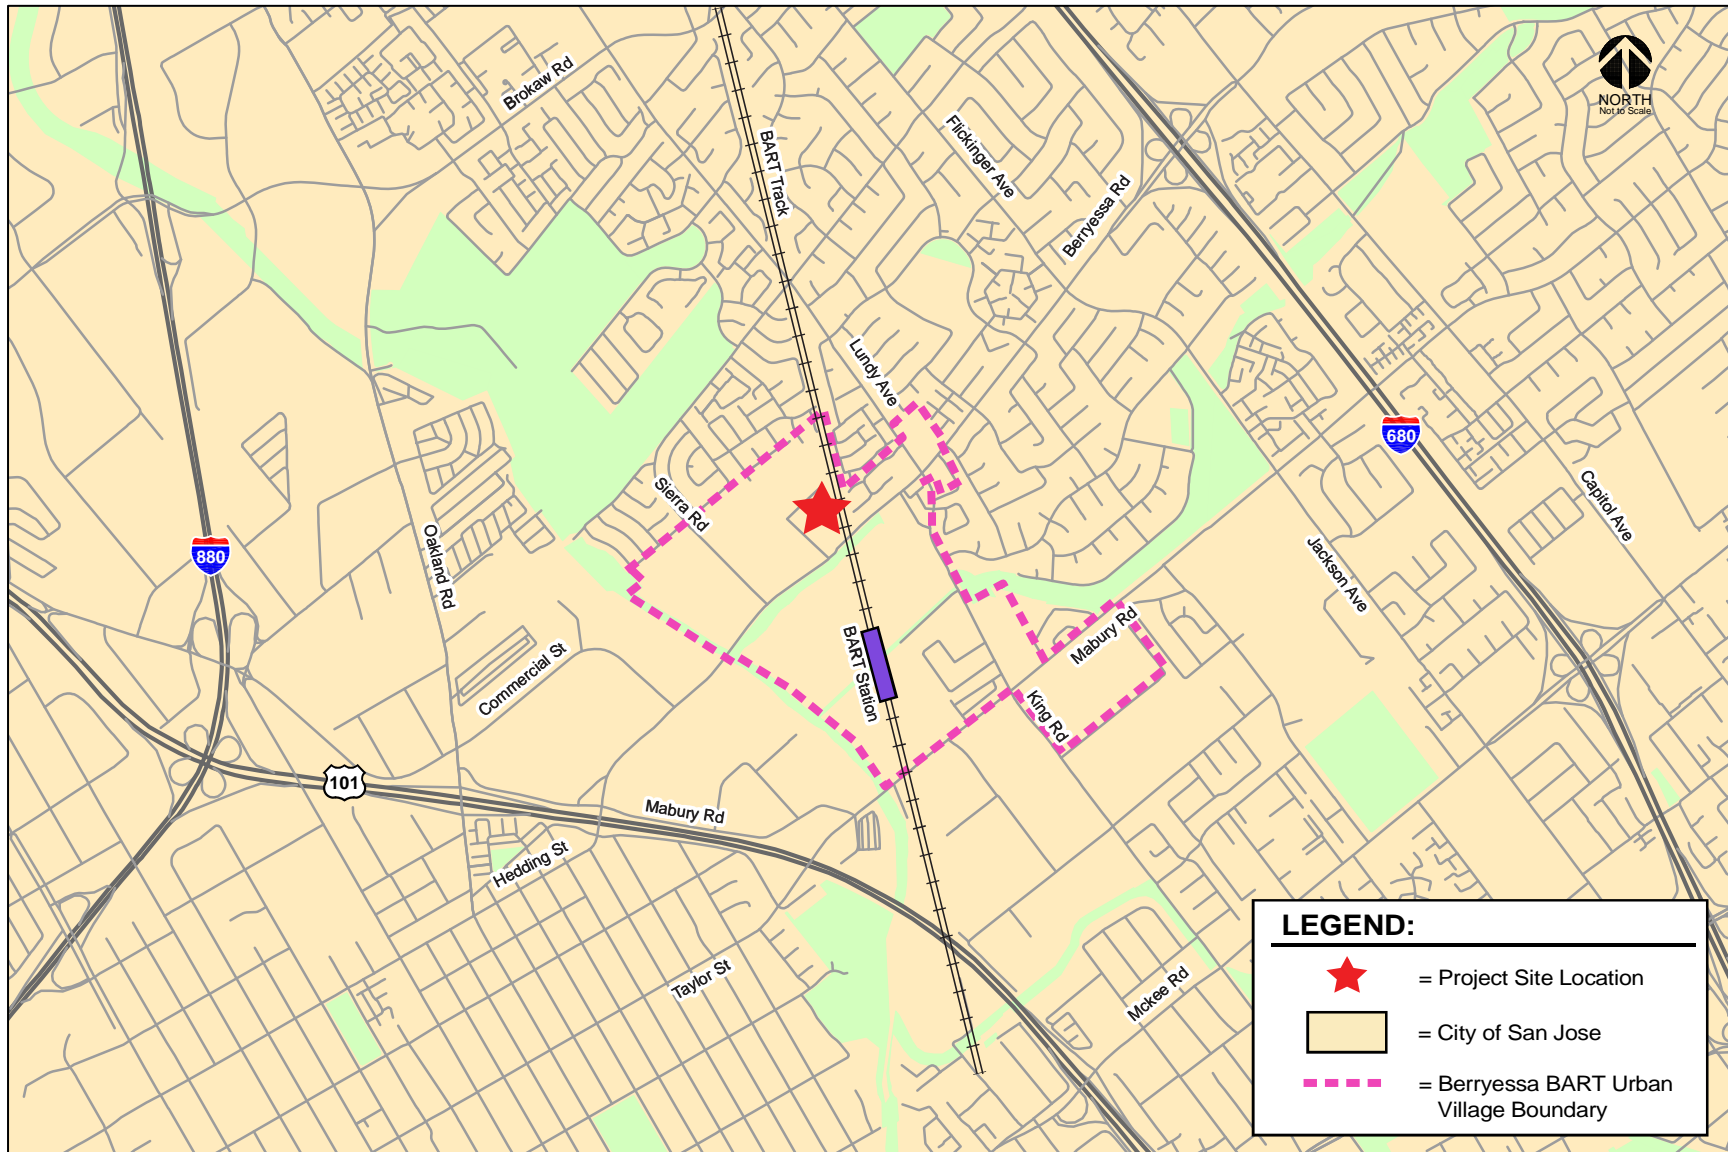 NORTH
Not to Scale
Brokaw Rd
BART Track
Flickinger Ave
Berryessa Rd
Lundy Ave
680
Capitol Ave
Sierra Rd
Oakland Rd
880
Jackson Ave
Mabury Rd
BART Station
Commercial St
King Rd
101
Mabury Rd
Hedding St
Taylor St
Mckee Rd
LEGEND:
= Project Site Location
= City of San Jose
= Berryessa BART Urban
Village Boundary